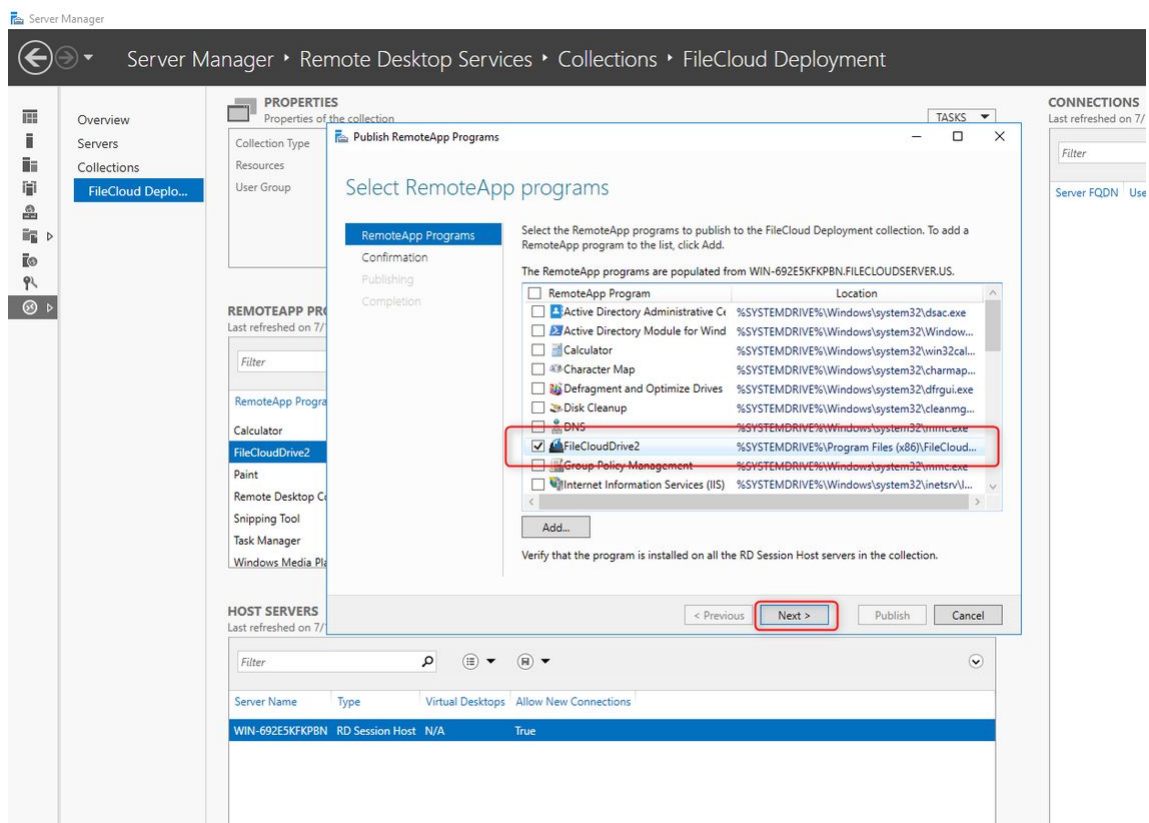 Server Manager
Server Manager ‣ Remote Desktop Services ‣ Collections ‣ FileCloud Deployment
Overview
Servers
Collections
FileCloud Deplo...
PROPERTIES
Properties of the collection
TASKS
Collection Type
Resources
User Group
REMOTEAPP PR
Last refreshed on 7/
Filter
RemoteApp Progra
Calculator
FileCloudDrive2
Paint
Remote Desktop C
Snipping Tool
Task Manager
Windows Media Pl
Publish RemoteApp Programs
Select RemoteApp programs
RemoteApp Programs
Confirmation
Publishing
Completion
Select the RemoteApp programs to publish to the FileCloud Deployment collection. To add a
RemoteApp program to the list, click Add.
The RemoteApp programs are populated from WIN-692E5KFKPBN.FILECLOUDSERVER.US.
RemoteApp Program Location
Active Directory Administrative Ce %SYSTEMDRIVE%\Windows\system32\dsac.exe
Active Directory Module for Wind %SYSTEMDRIVE%\Windows\system32\Window...
Calculator %SYSTEMDRIVE%\Windows\system32\win32cal...
Character Map %SYSTEMDRIVE%\Windows\system32\charmap...
Defragment and Optimize Drives %SYSTEMDRIVE%\Windows\system32\dfrgui.exe
Disk Cleanup %SYSTEMDRIVE%\Windows\system32\cleanmg...
DNS %SYSTEMDRIVE%\Windows\system32\mmc.exe
FileCloudDrive2 %SYSTEMDRIVE%\Program Files (x86)\FileCloud...
Group Policy Management %SYSTEMDRIVE%\Windows\system32\mmc.exe
Internet Information Services (IIS) %SYSTEMDRIVE%\Windows\system32\inetsrv\I...
Add...
Verify that the program is installed on all the RD Session Host servers in the collection.
< Previous Next > Publish Cancel
HOST SERVERS
Last refreshed on 7/
Filter
Server Name Type Virtual Desktops Allow New Connections
WIN-692E5KFKPBN RD Session Host N/A True
CONNECTIONS
Last refreshed on 7/
Filter
Server FQDN Use